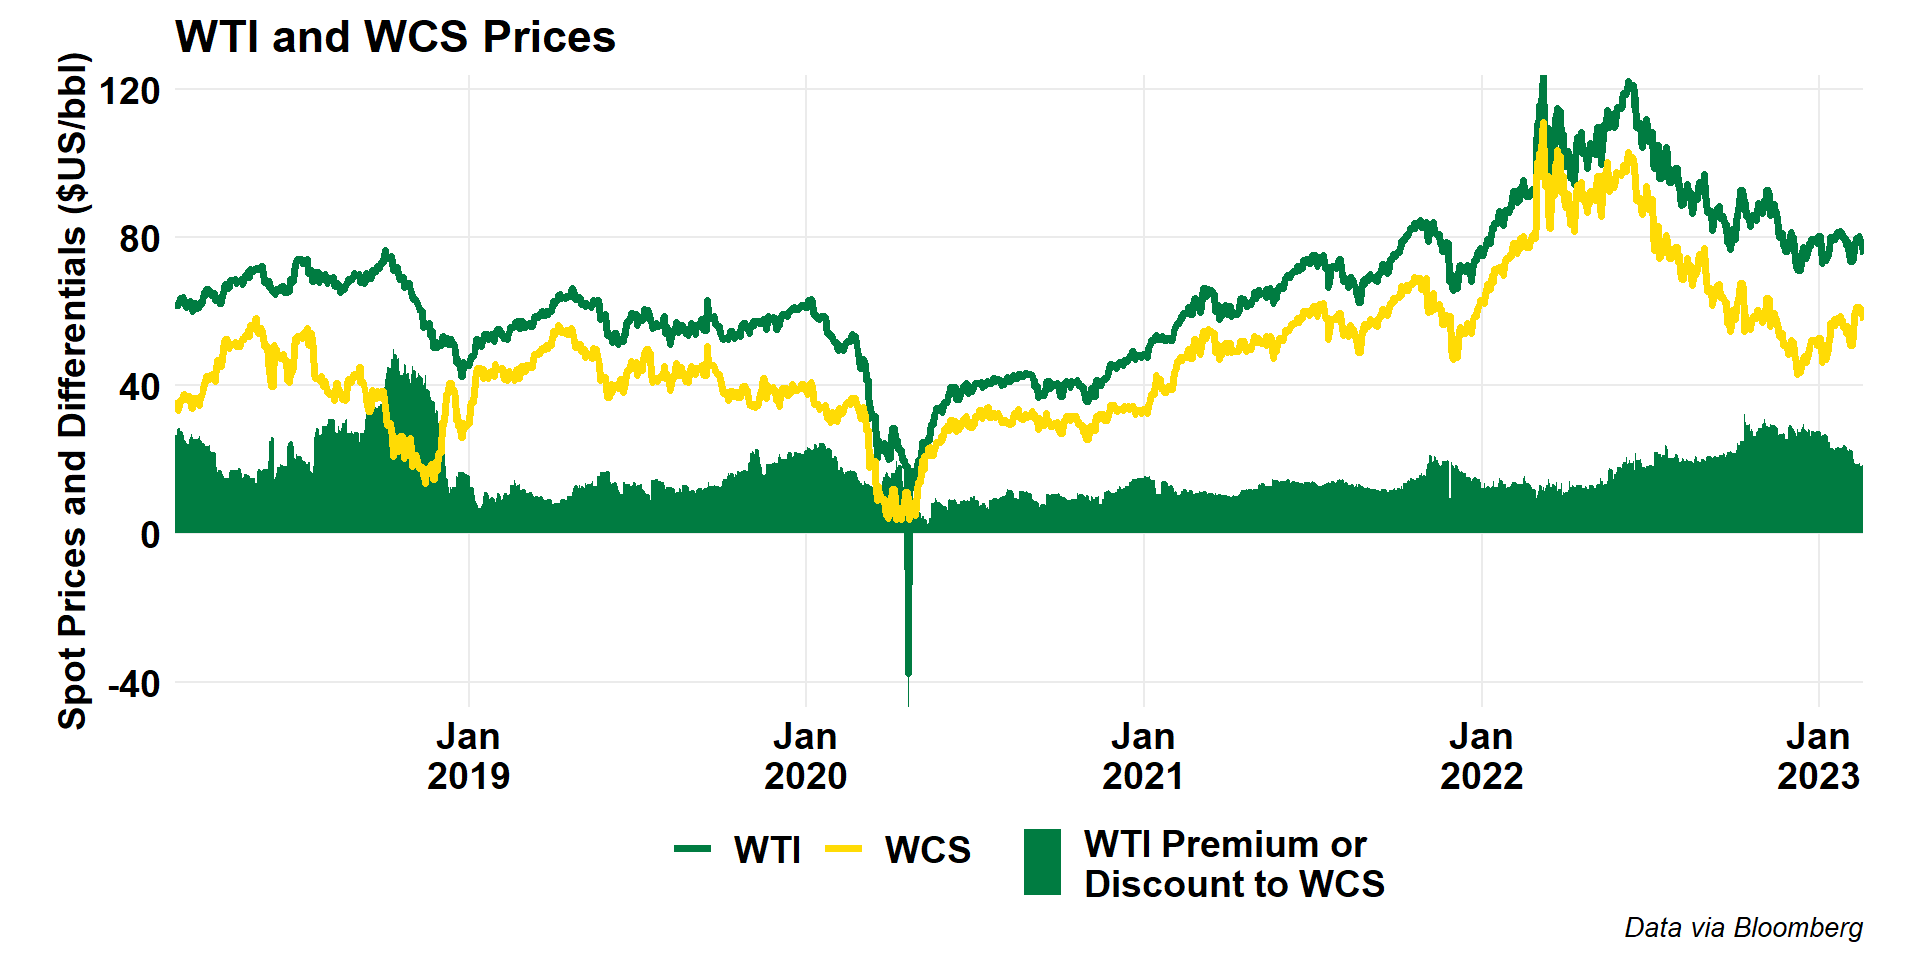 WTI and WCS Prices
Spot Prices and Differentials ($US/bbl)
120
80
40
0
-40
Jan
2019
Jan
2020
Jan
2021
Jan
2022
Jan
2023
WTI
WCS
WTI Premium or
Discount to WCS
Data via Bloomberg